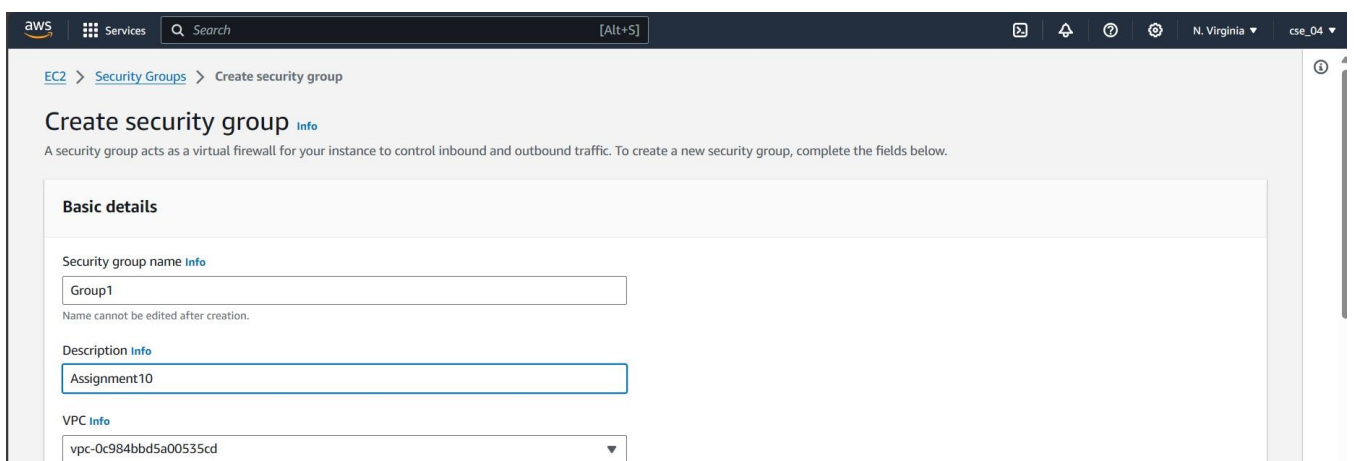 aws Services Search [Alt+S] N. Virginia ▼ cse_04 ▼
EC2 > Security Groups > Create security group
Create security group Info
A security group acts as a virtual firewall for your instance to control inbound and outbound traffic. To create a new security group, complete the fields below.
Basic details
Security group name Info
Group1
Name cannot be edited after creation.
Description Info
Assignment10
VPC Info
vpc-0c984bbd5a00535cd